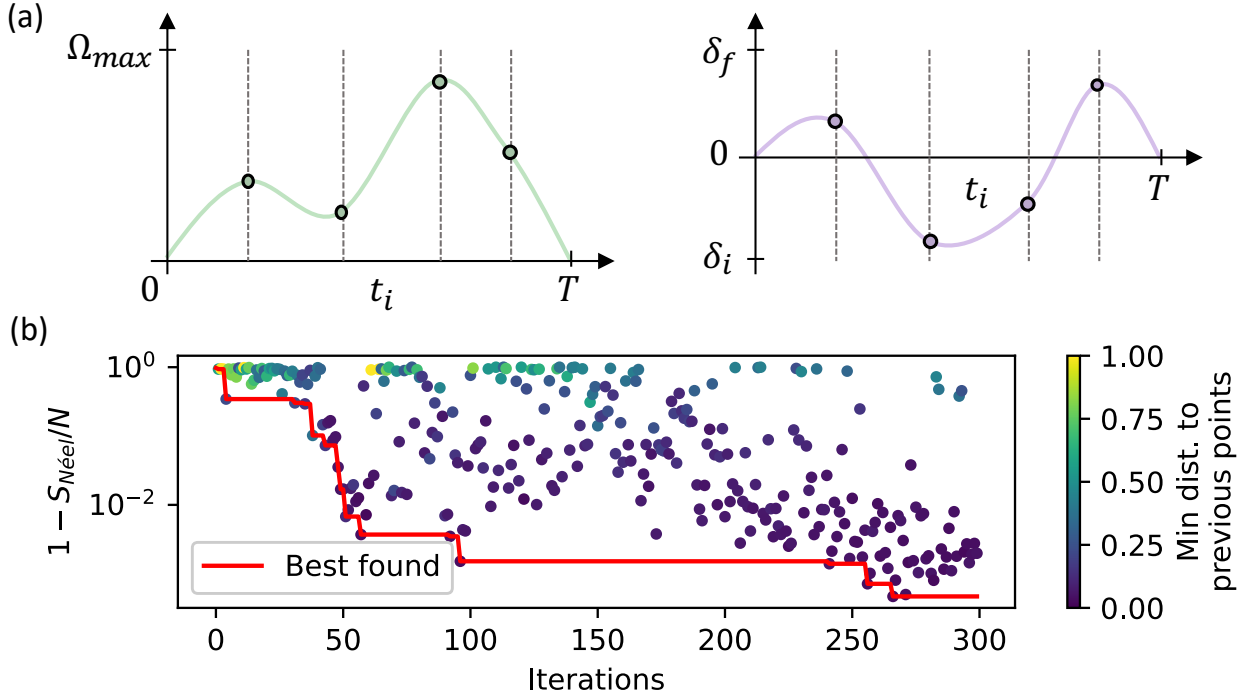 (a)
Ω_max
0
t_i
T
δ_f
0
δ_i
t_i
T
(b)
1 − S_Néel/N
10^0
10^−2
Best found
0
50
100
150
200
250
300
Iterations
1.00
0.75
0.50
0.25
0.00
Min dist. to
previous points